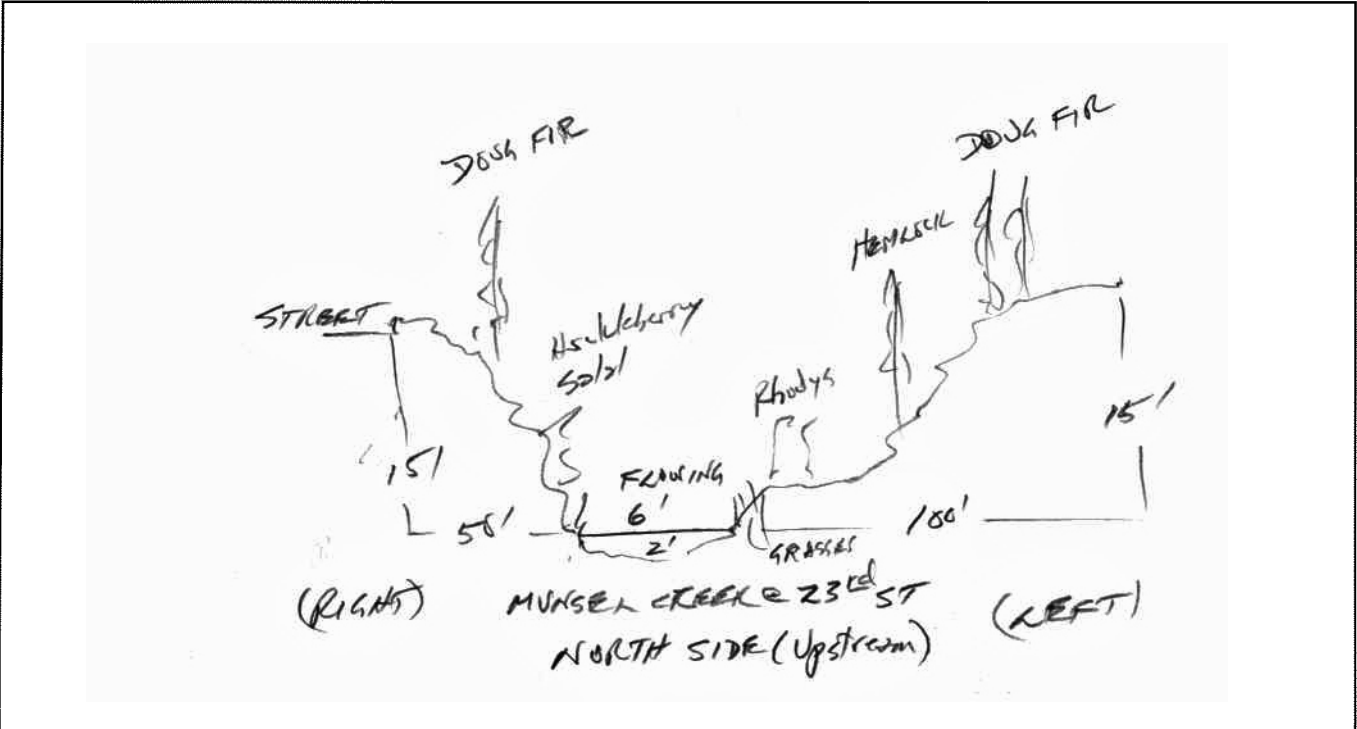 DOUG FIR
DOUG FIR
HEMLOCK
STREET
Huckleberry
Salal
Rhodys
15'
15'
FLOWING
6'
50'
2'
100'
GRASSES
(RIGHT)
MUNSEL CREEK @ 23rd ST
(LEFT)
NORTH SIDE (Upstream)